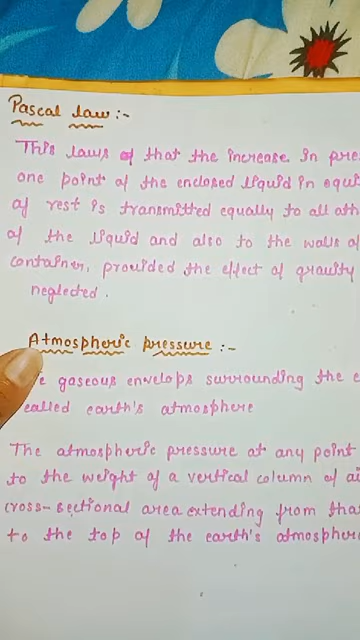 Pascal law :-
This laws of that the increase in pre
one point of the enclosed liquid in equi
of rest is transmitted equally to all oth
of the liquid and also to the walls of
container, provided the effect of gravity
neglected.
Atmospheric pressure :-
gaseous envelops surrounding the e
called earth's atmosphere
The atmospheric pressure at any point
to the weight of a vertical column of ai
cross-sectional area extending from tha
to the top of the earth's atmosphere